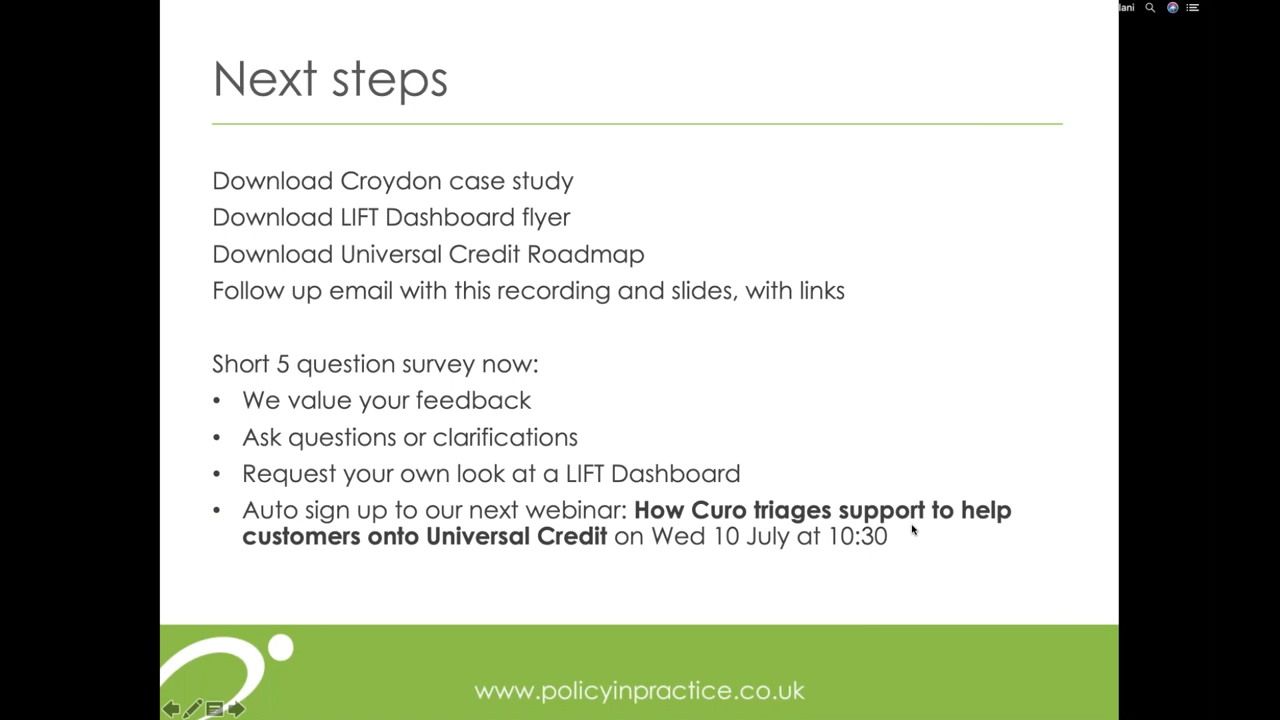 lani
Next steps
Download Croydon case study
Download LIFT Dashboard flyer
Download Universal Credit Roadmap
Follow up email with this recording and slides, with links
Short 5 question survey now:
• We value your feedback
• Ask questions or clarifications
• Request your own look at a LIFT Dashboard
• Auto sign up to our next webinar: How Curo triages support to help
customers onto Universal Credit on Wed 10 July at 10:30
www.policyinpractice.co.uk